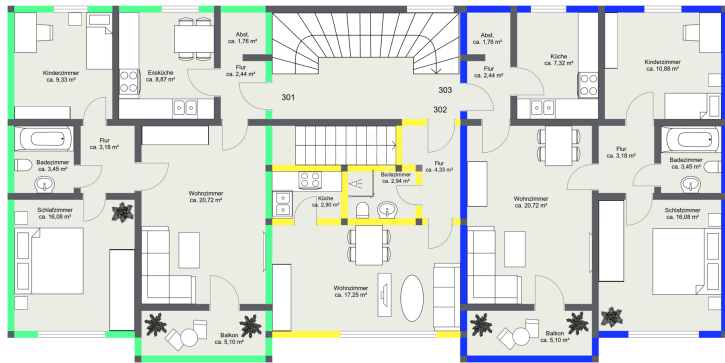 Kinderzimmer
ca. 9,33 m²
Essküche
ca. 8,87 m²
Abst.
ca. 1,76 m²
Flur
ca. 2,44 m²
301
303
302
Abst.
ca. 1,76 m²
Flur
ca. 2,44 m²
Küche
ca. 7,32 m²
Kinderzimmer
ca. 10,88 m²
Flur
ca. 3,18 m²
Badezimmer
ca. 3,45 m²
Schlafzimmer
ca. 16,08 m²
Wohnzimmer
ca. 20,72 m²
Balkon
ca. 5,10 m²
Küche
ca. 2,90 m²
Badezimmer
ca. 2,94 m²
Flur
ca. 4,33 m²
Wohnzimmer
ca. 17,25 m²
Wohnzimmer
ca. 20,72 m²
Flur
ca. 3,18 m²
Badezimmer
ca. 3,45 m²
Schlafzimmer
ca. 16,08 m²
Balkon
ca. 5,10 m²